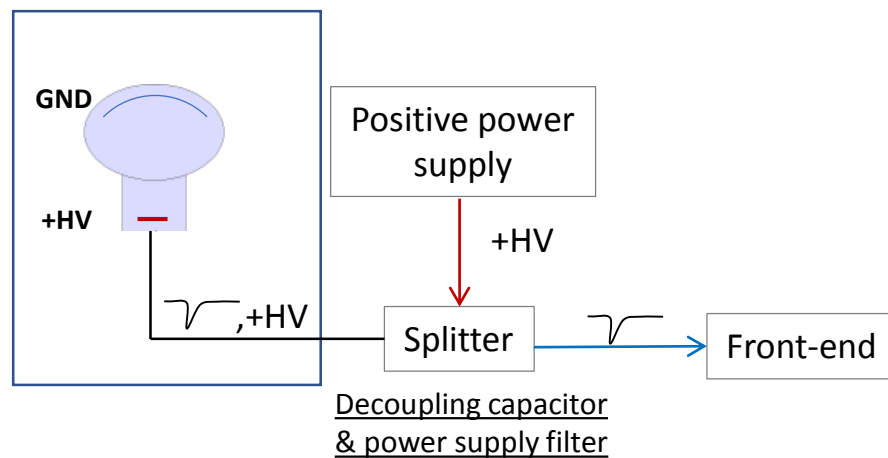 GND
Positive power
supply
+HV
+HV
,+HV
Splitter
Front-end
Decoupling capacitor
& power supply filter